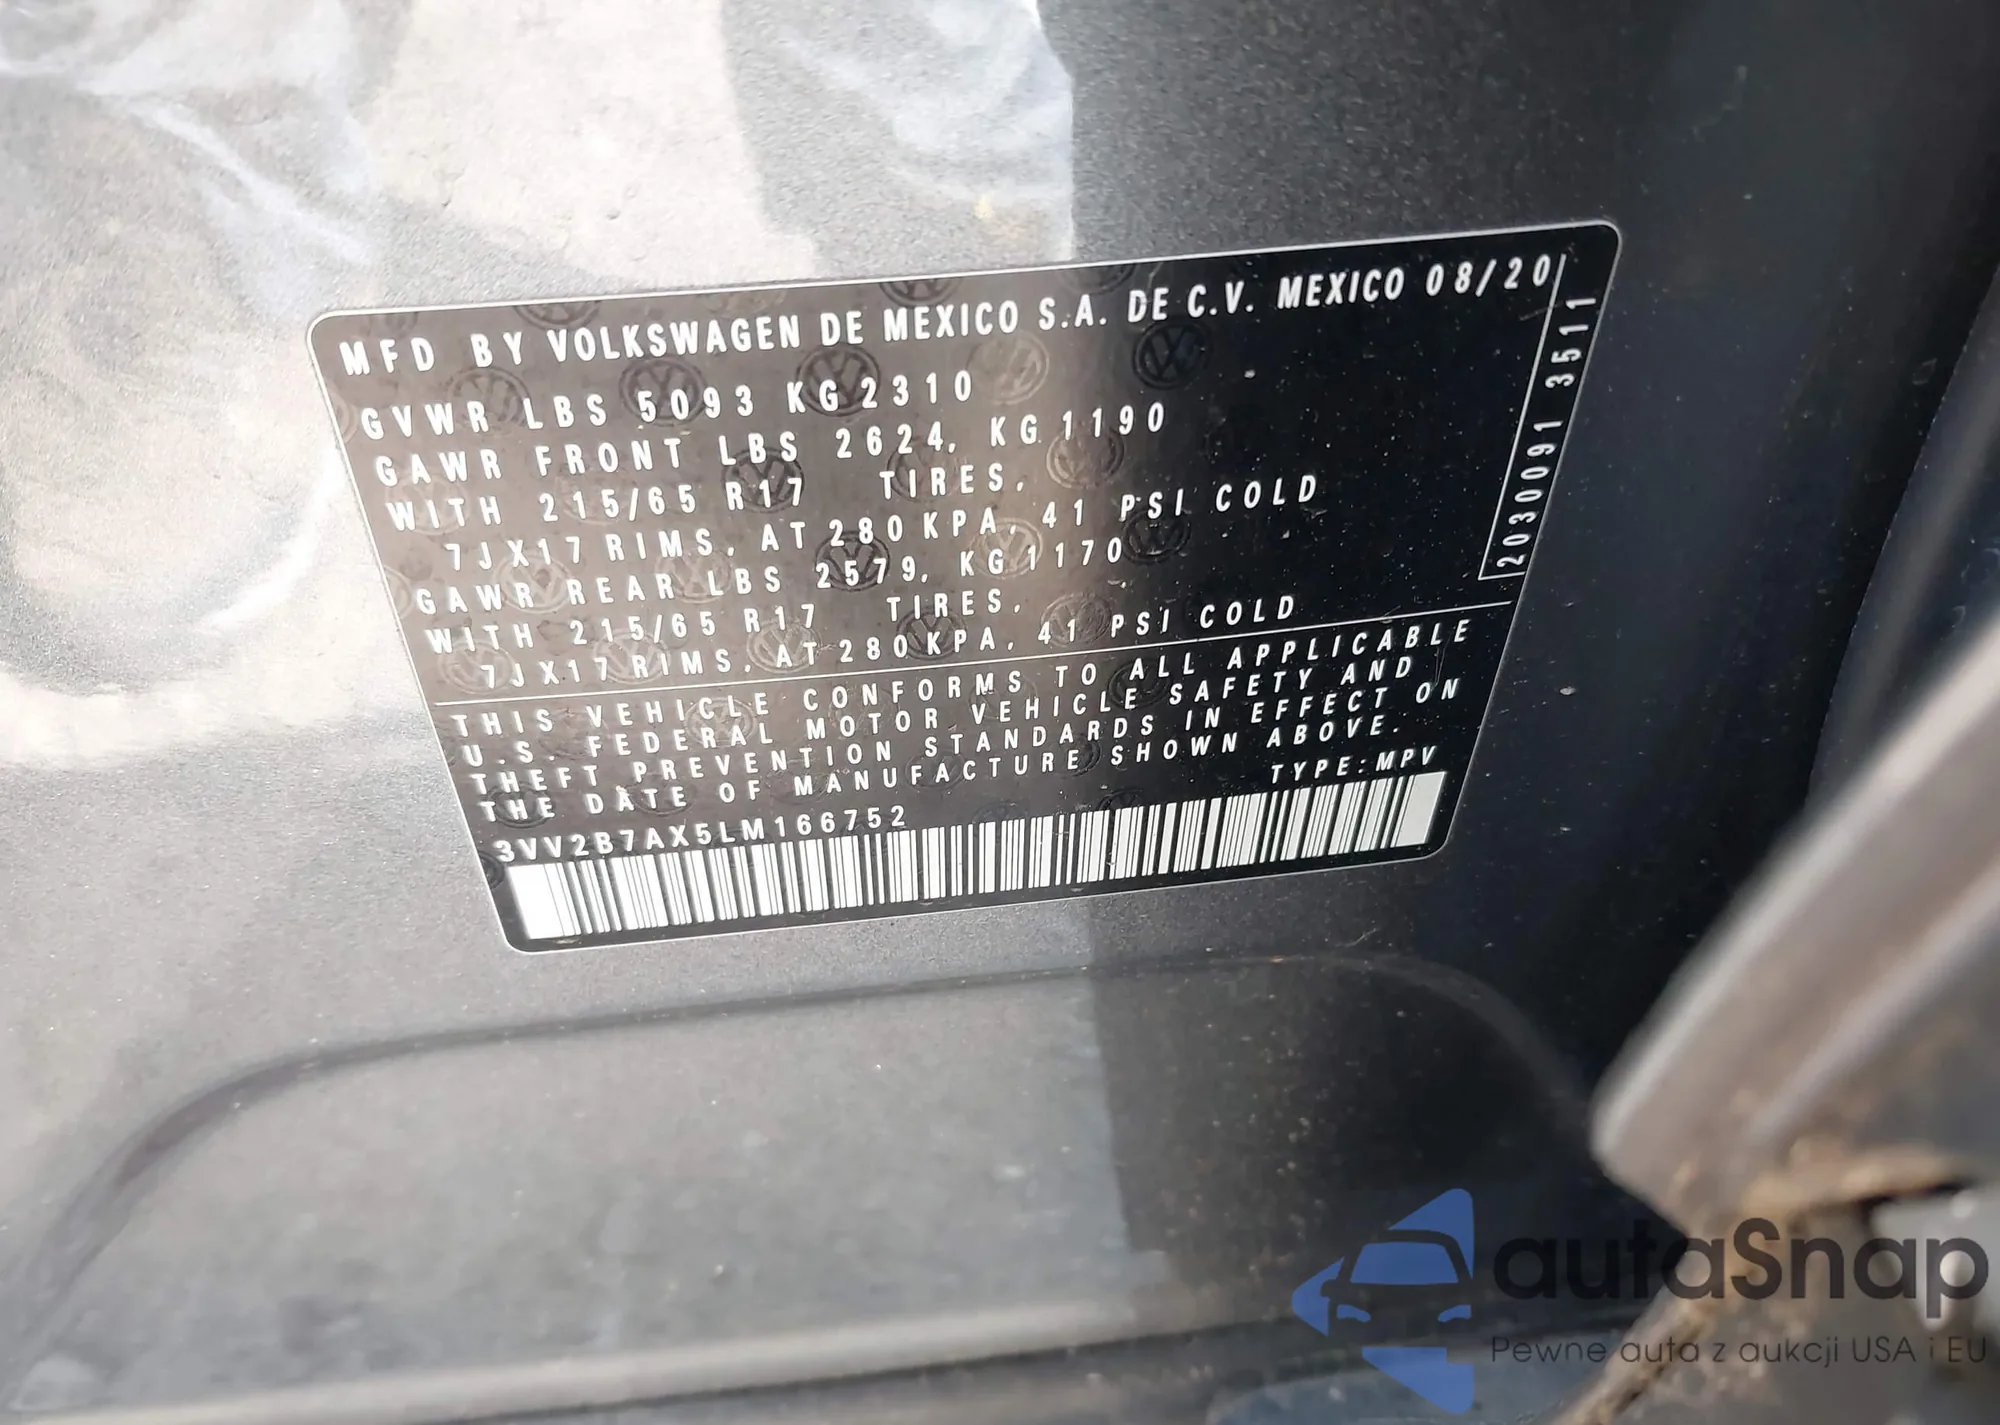 MFD BY VOLKSWAGEN DE MEXICO S.A. DE C.V. MEXICO 08/20
GVWR LBS 5093 KG 2310
GAWR FRONT LBS 2624, KG 1190
WITH 215/65 R17 TIRES,
7JX17 RIMS, AT 280 KPA, 41 PSI COLD
GAWR REAR LBS 2579, KG 1170
WITH 215/65 R17 TIRES,
7JX17 RIMS, AT 280 KPA, 41 PSI COLD
2030091 3511
THIS VEHICLE CONFORMS TO ALL APPLICABLE
U.S. FEDERAL MOTOR VEHICLE SAFETY AND
THEFT PREVENTION STANDARDS IN EFFECT ON
THE DATE OF MANUFACTURE SHOWN ABOVE.
TYPE: MPV
3VV2B7AX5LM166752
autaSnap
Pewne auta z aukcji USA i EU